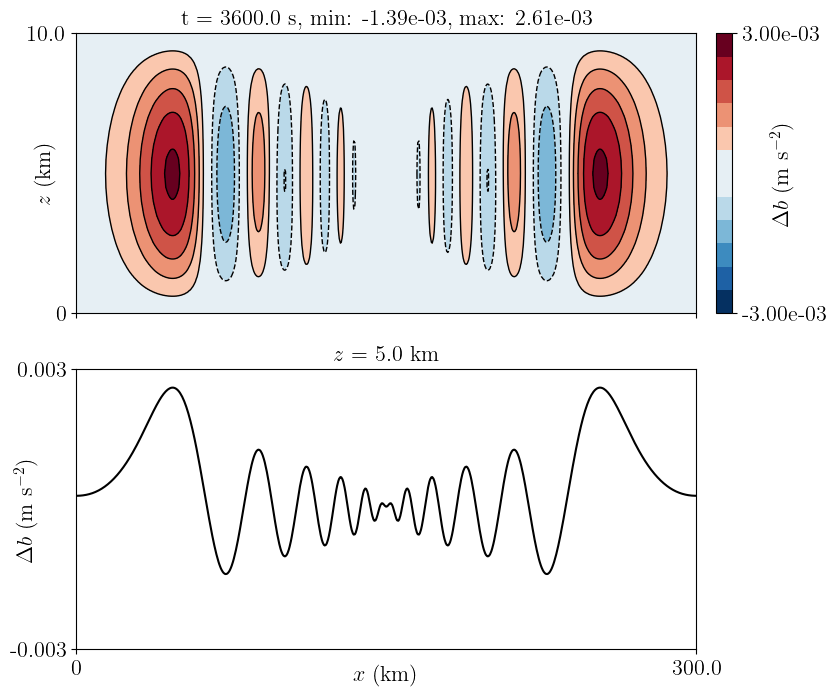 t = 3600.0 s, min: -1.39e-03, max: 2.61e-03
10.0
z (km)
0
3.00e-03
Δb (m s⁻²)
-3.00e-03
z = 5.0 km
0.003
Δb (m s⁻²)
-0.003
0
x (km)
300.0